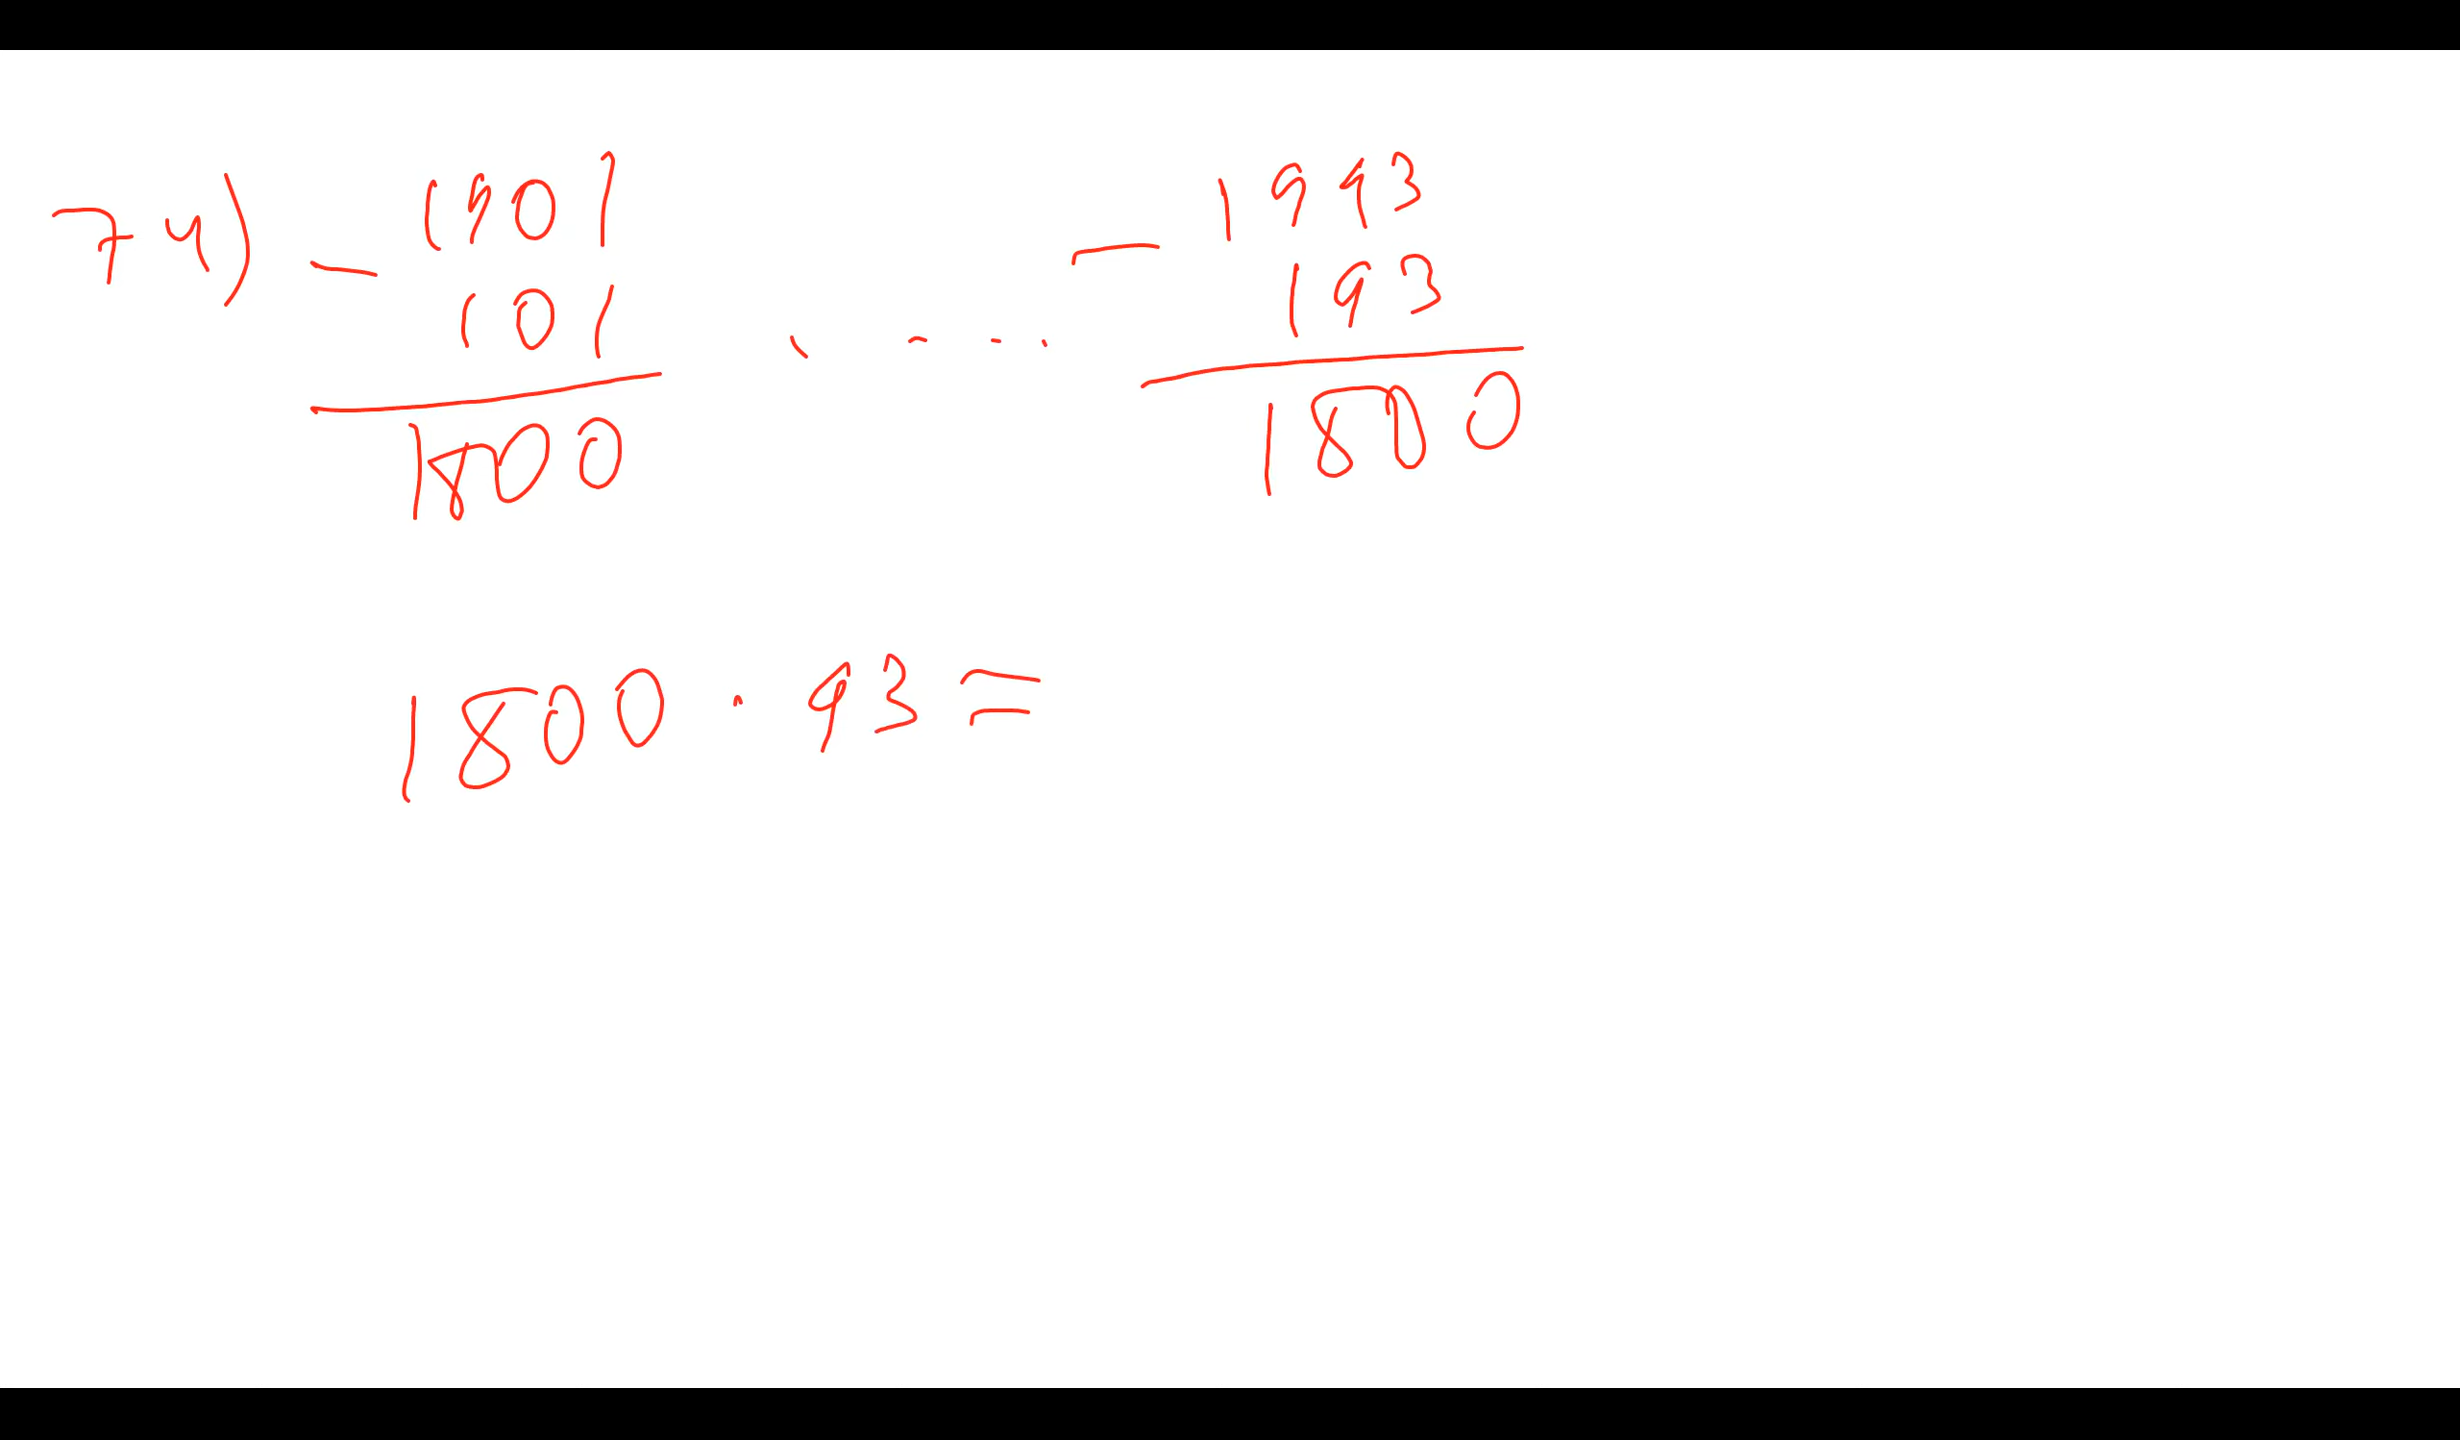 74) - 1901 - 1993
101 . . . . 193
1800 1800
1800 · 93 =